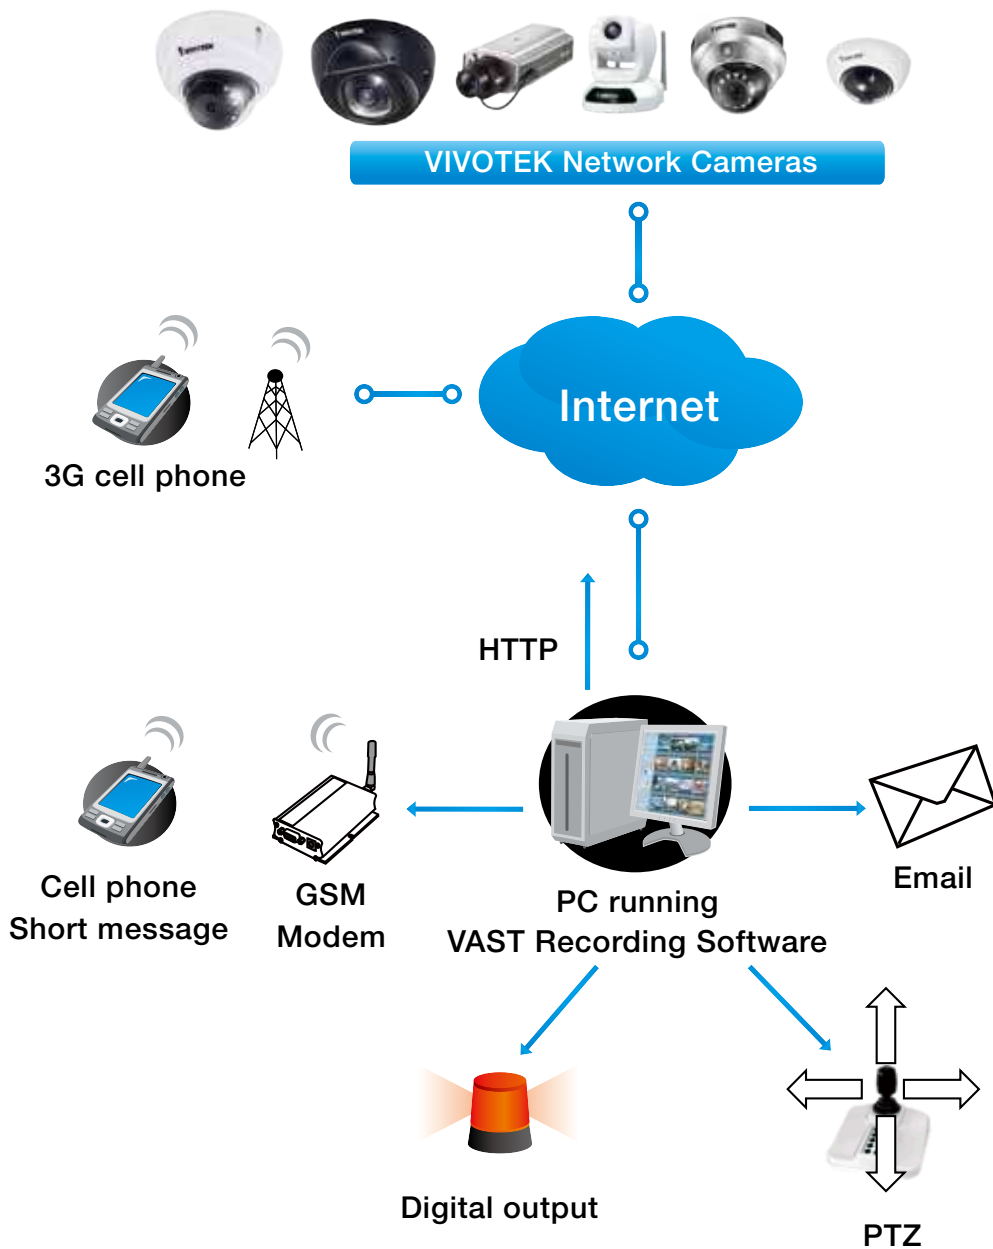 VIVOTEK Network Cameras
Internet
3G cell phone
HTTP
Cell phone
Short message
GSM
Modem
PC running
VAST Recording Software
Email
Digital output
PTZ